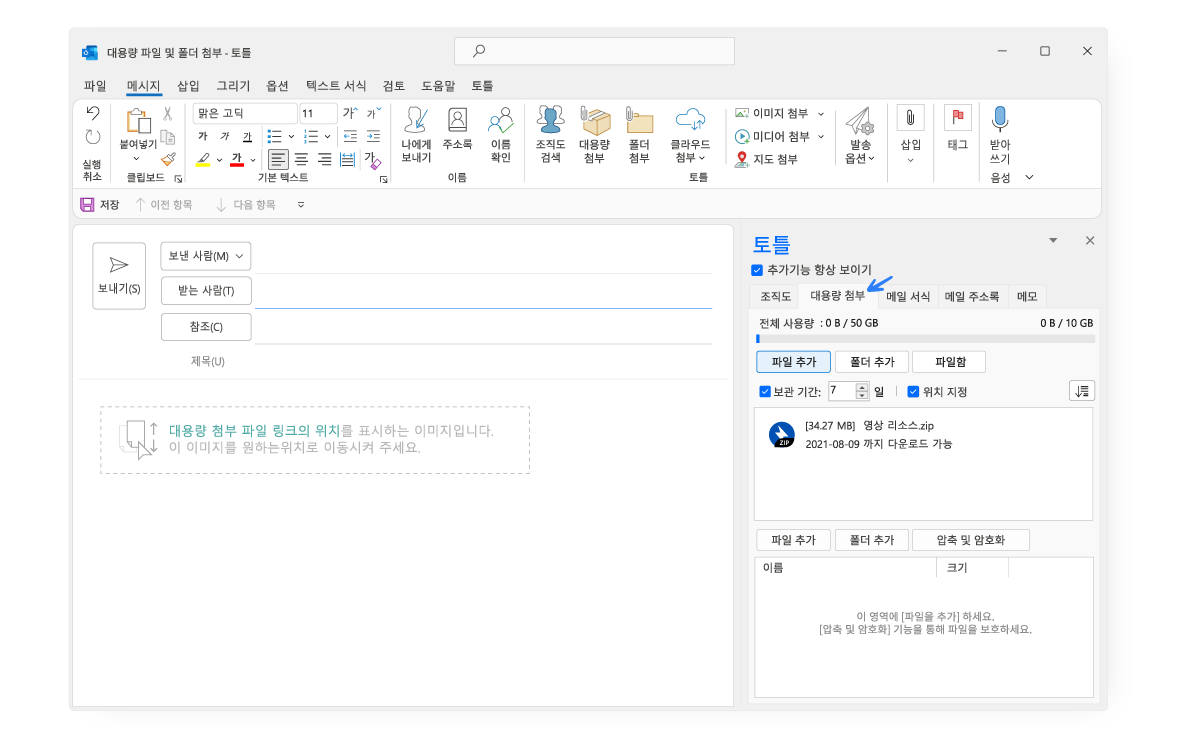 대용량 파일 및 폴더 첨부 - 토틀
파일 메시지 삽입 그리기 옵션 텍스트 서식 검토 도움말 토틀
실행 취소
붙여넣기
클립보드
맑은 고딕 11 가^ 가ˇ
가 가 가
가 가
기본 텍스트
나에게 보내기
주소록
이름 확인
이름
조직도 검색
대용량 첨부
폴더 첨부
클라우드 첨부
이미지 첨부
미디어 첨부
지도 첨부
토틀
발송 옵션
삽입
태그
받아쓰기
음성
저장 이전 항목 다음 항목
보내기(S)
보낸 사람(M)
받는 사람(T)
참조(C)
제목(U)
대용량 첨부 파일 링크의 위치를 표시하는 이미지입니다.
이 이미지를 원하는위치로 이동시켜 주세요.
토틀
추가기능 항상 보이기
조직도 대용량 첨부 메일 서식 메일 주소록 메모
전체 사용량 : 0 B / 50 GB 0 B / 10 GB
파일 추가 폴더 추가 파일함
보관 기간: 7 일 위치 지정
ZIP
[34.27 MB] 영상 리소스.zip
2021-08-09 까지 다운로드 가능
파일 추가 폴더 추가 압축 및 암호화
이름 크기
이 영역에 [파일을 추가] 하세요.
[압축 및 암호화] 기능을 통해 파일을 보호하세요.